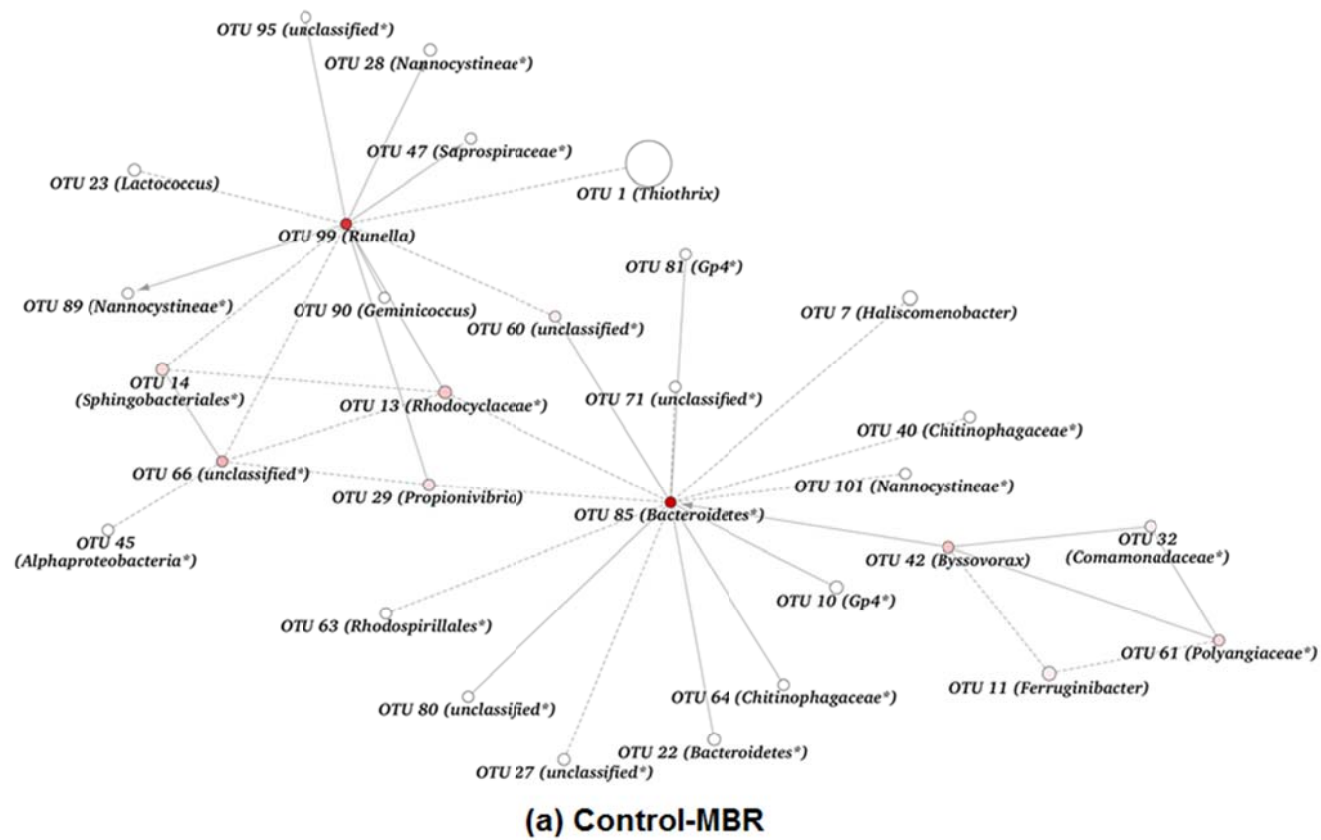 OTU 95 (unclassified*)
OTU 28 (Nannocystineae*)
OTU 47 (Saprospiraceae*)
OTU 23 (Lactococcus)
OTU 1 (Thiothrix)
OTU 99 (Runella)
OTU 81 (Gp4*)
OTU 89 (Nannocystineae*)
OTU 90 (Geminicoccus)
OTU 60 (unclassified*)
OTU 7 (Haliscomenobacter)
OTU 14
(Sphingobacteriales*)
OTU 13 (Rhodocyclaceae*)
OTU 71 (unclassified*)
OTU 40 (Chitinophagaceae*)
OTU 66 (unclassified*)
OTU 29 (Propionivibrio)
OTU 101 (Nannocystineae*)
OTU 85 (Bacteroidetes*)
OTU 45
(Alphaproteobacteria*)
OTU 42 (Byssovorax)
OTU 32
(Comamonadaceae*)
OTU 10 (Gp4*)
OTU 63 (Rhodospirillales*)
OTU 61 (Polyangiaceae*)
OTU 11 (Ferruginibacter)
OTU 64 (Chitinophagaceae*)
OTU 80 (unclassified*)
OTU 22 (Bacteroidetes*)
OTU 27 (unclassified*)
(a) Control-MBR